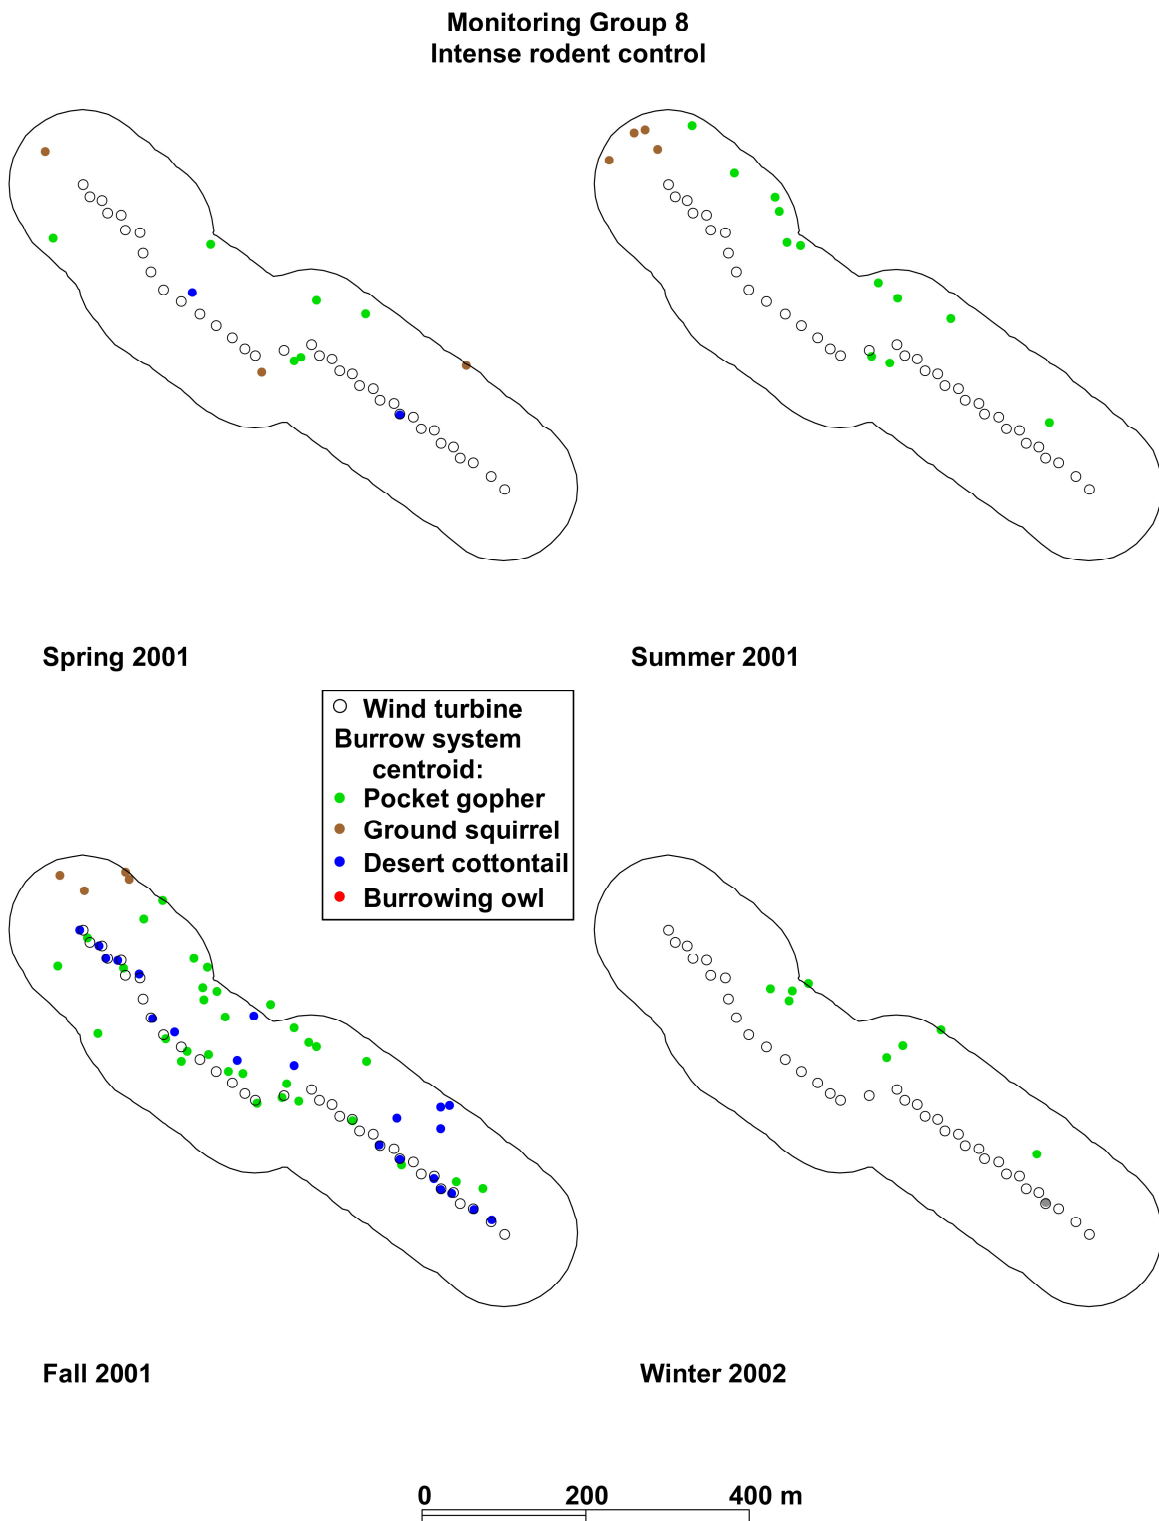 Monitoring Group 8
Intense rodent control
Spring 2001
Summer 2001
Wind turbine
Burrow system
centroid:
Pocket gopher
Ground squirrel
Desert cottontail
Burrowing owl
Fall 2001
Winter 2002
0 200 400 m